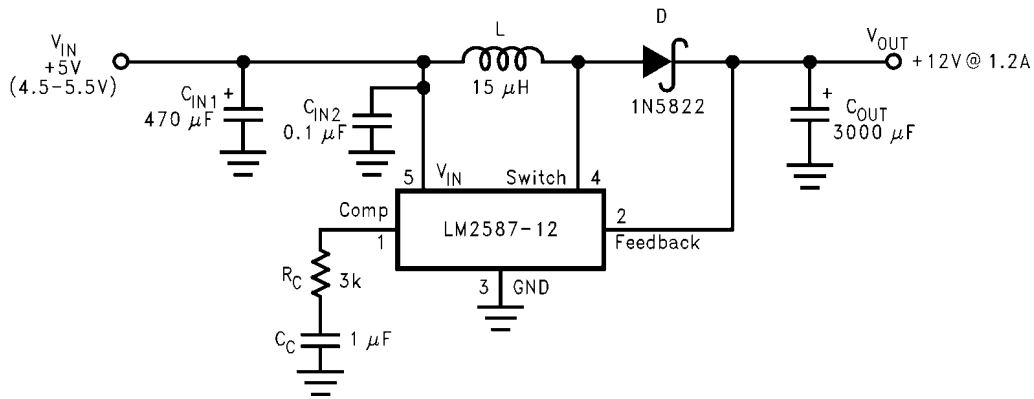 L
D
V_IN
+5V
(4.5–5.5V)
V_OUT
+12V @ 1.2A
15 μH
1N5822
C_IN1 +
470 μF
C_IN2
0.1 μF
+
C_OUT
3000 μF
5 V_IN
Switch 4
Comp
1
LM2587-12
2
Feedback
R_C 3k
3 GND
C_C 1 μF